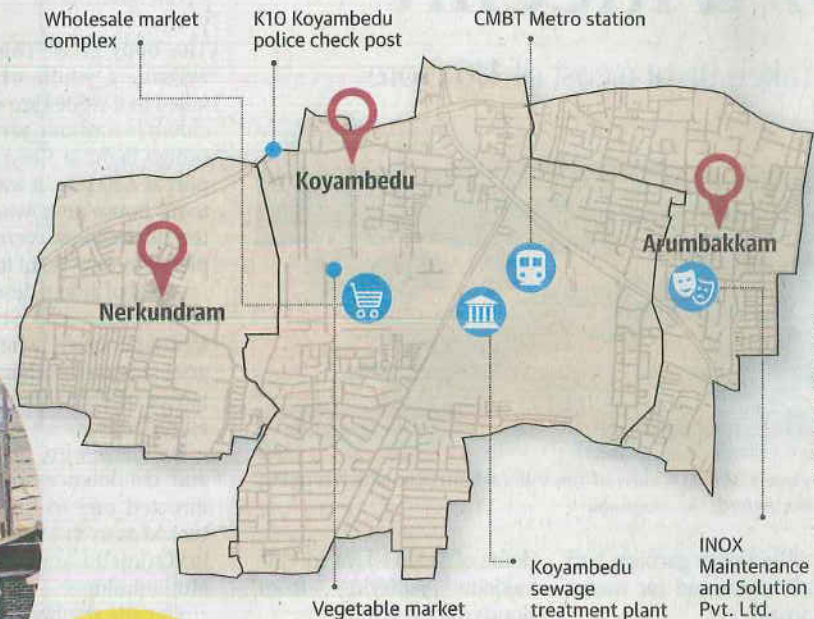 Wholesale market
complex
K10 Koyambedu
police check post
CMBT Metro station
Koyambedu
Arumbakkam
Nerkundram
Vegetable market
Koyambedu
sewage
treatment plant
INOX
Maintenance
and Solution
Pvt. Ltd.